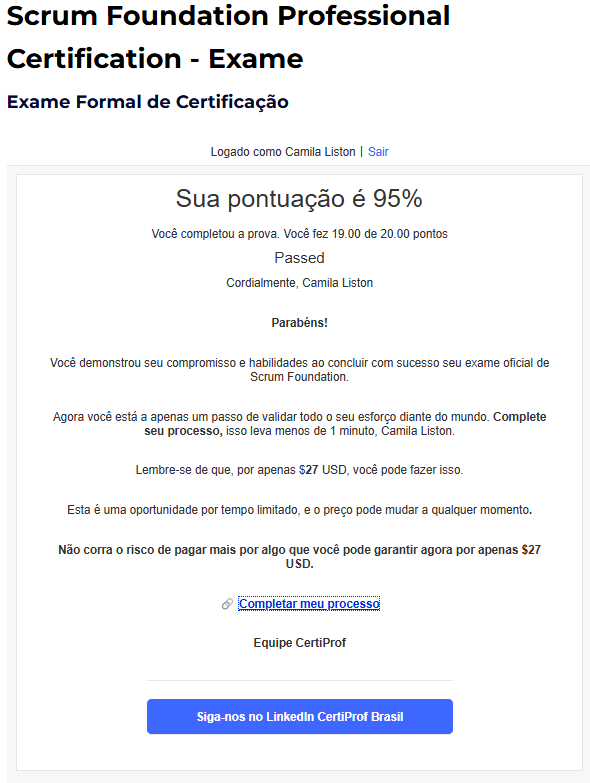 Scrum Foundation Professional
Certification - Exame
Exame Formal de Certificação
Logado como Camila Liston | Sair
Sua pontuação é 95%
Você completou a prova. Você fez 19.00 de 20.00 pontos
Passed
Cordialmente, Camila Liston
Parabéns!
Você demonstrou seu compromisso e habilidades ao concluir com sucesso seu exame oficial de
Scrum Foundation.
Agora você está a apenas um passo de validar todo o seu esforço diante do mundo. Complete
seu processo, isso leva menos de 1 minuto, Camila Liston.
Lembre-se de que, por apenas $27 USD, você pode fazer isso.
Esta é uma oportunidade por tempo limitado, e o preço pode mudar a qualquer momento.
Não corra o risco de pagar mais por algo que você pode garantir agora por apenas $27
USD.
Completar meu processo
Equipe CertiProf
Siga-nos no LinkedIn CertiProf Brasil